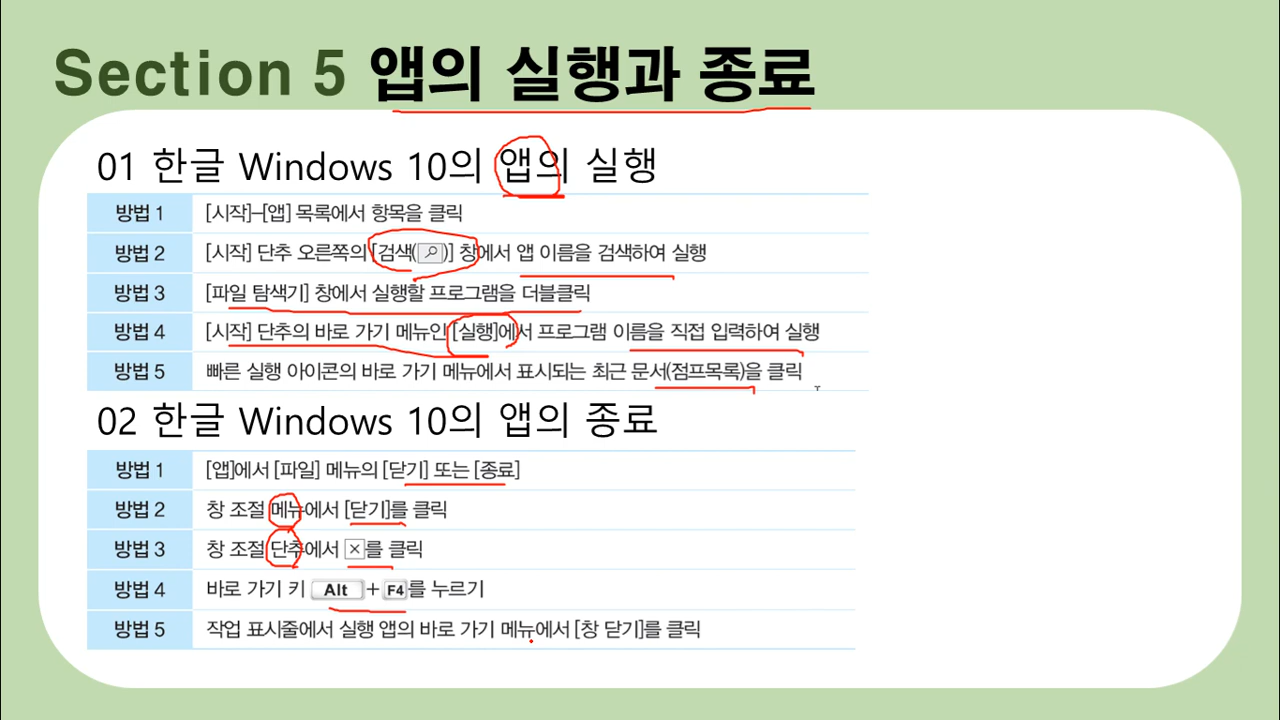 Section 5 앱의 실행과 종료
01 한글 Windows 10의 앱의 실행
방법 1 [시작]-[앱] 목록에서 항목을 클릭
방법 2 [시작] 단추 오른쪽의 [검색()] 창에서 앱 이름을 검색하여 실행
방법 3 [파일 탐색기] 창에서 실행할 프로그램을 더블클릭
방법 4 [시작] 단추의 바로 가기 메뉴인 [실행]에서 프로그램 이름을 직접 입력하여 실행
방법 5 빠른 실행 아이콘의 바로 가기 메뉴에서 표시되는 최근 문서(점프목록)을 클릭
02 한글 Windows 10의 앱의 종료
방법 1 [앱]에서 [파일] 메뉴의 [닫기] 또는 [종료]
방법 2 창 조절 메뉴에서 [닫기]를 클릭
방법 3 창 조절 단추에서 ×를 클릭
방법 4 바로 가기 키 Alt + F4를 누르기
방법 5 작업 표시줄에서 실행 앱의 바로 가기 메뉴에서 [창 닫기]를 클릭